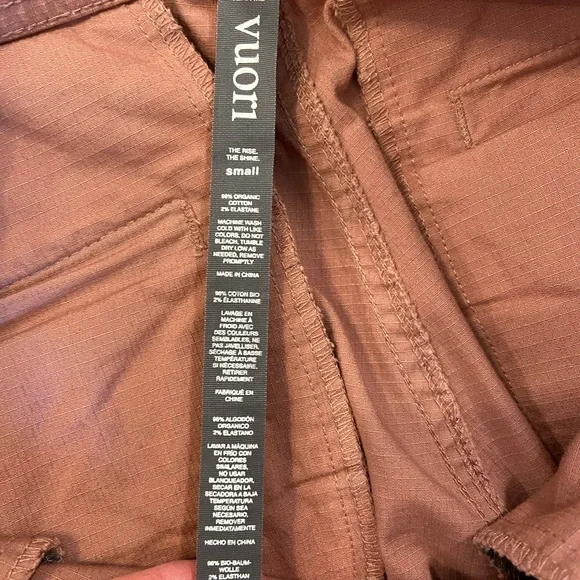 vuori
THE RISE.
THE SHINE.
small
98% ORGANIC
COTTON
2% ELASTANE
MACHINE WASH
COLD WITH LIKE
COLORS, DO NOT
BLEACH, TUMBLE
DRY LOW AS
NEEDED, REMOVE
PROMPTLY
MADE IN CHINA
98% COTON BIO
2% ÉLASTHANNE
LAVAGE EN
MACHINE À
FROID AVEC
DES COULEURS
SEMBLABLES, NE
PAS JAVELLISER.
SÉCHAGE À BASSE
TEMPÉRATURE
SI NÉCESSAIRE,
RETIRER
RAPIDEMENT
FABRIQUÉ EN
CHINE
98% ALGODÓN
ORGANICO
2% ELASTANO
LAVAR A MÁQUINA
EN FRÍO CON
COLORES
SIMILARES,
NO USAR
BLANQUEADOR,
SECAR EN LA
SECADORA A BAJA
TEMPERATURA
SEGÚN SEA
NECESARIO,
REMOVER
INMEDIATAMENTE
HECHO EN CHINA
98% BIO-BAUM-
WOLLE
2% ELASTHAN